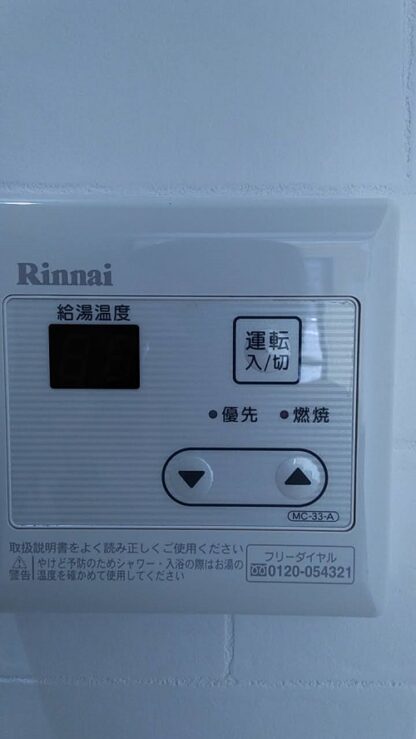 Rinnai
給湯温度
運転
入/切
優先
燃焼
▼
▲
MC-33-A
取扱説明書をよく読み正しくご使用ください
警告 やけど予防のためシャワー・入浴の際はお湯の
温度を確かめて使用してください
フリーダイヤル
0120-054321